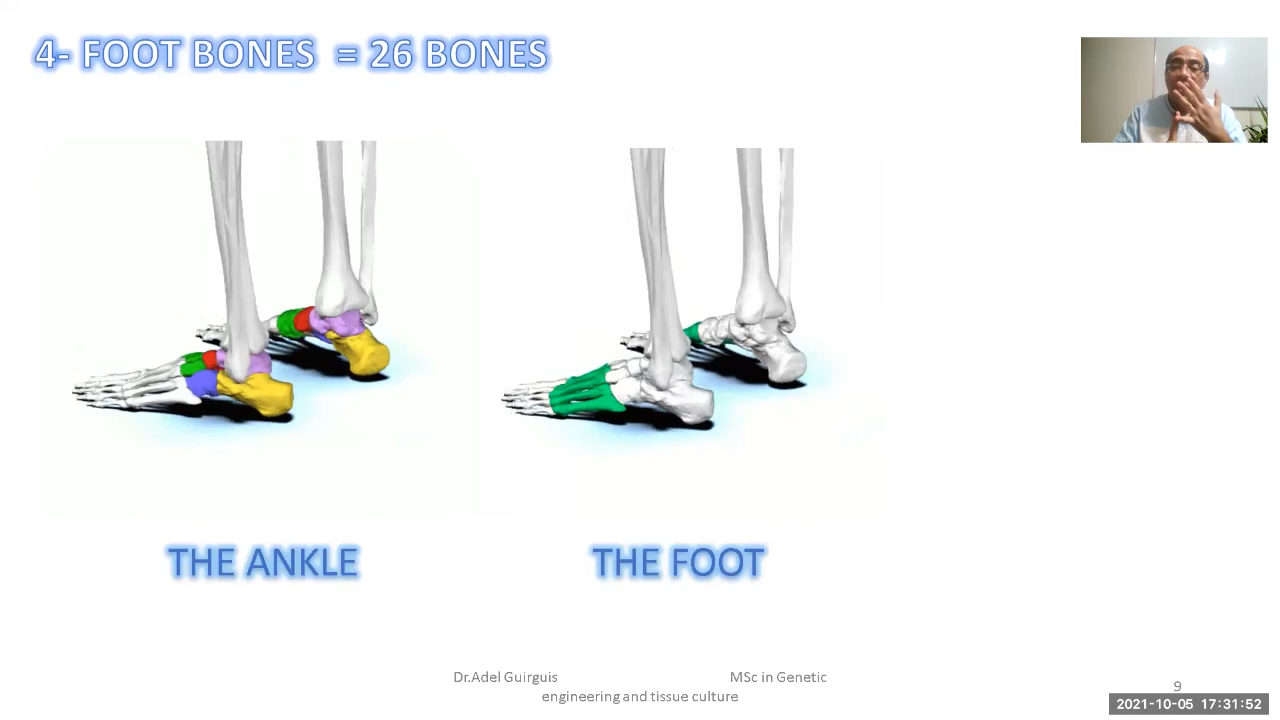 4- FOOT BONES = 26 BONES
THE ANKLE
THE FOOT
Dr.Adel Guirguis MSc in Genetic
engineering and tissue culture
9
2021-10-05 17:31:52